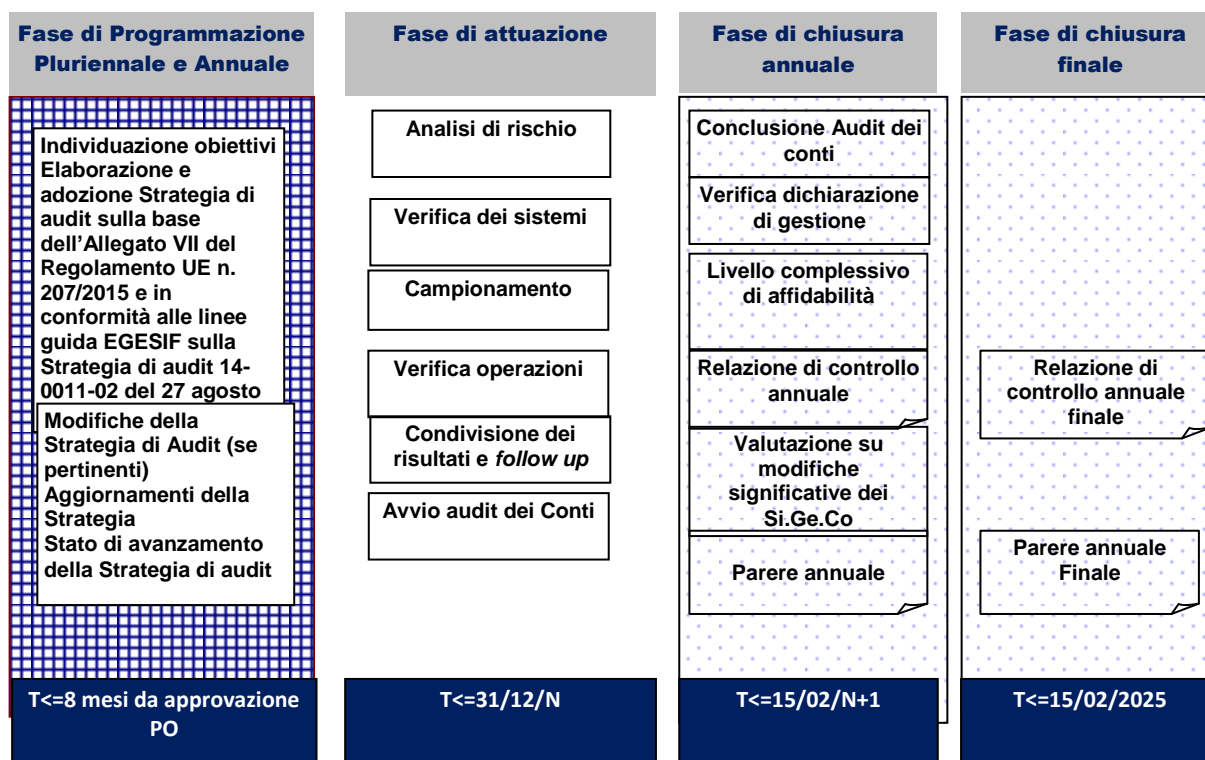 Fase di Programmazione
Pluriennale e Annuale
Individuazione obiettivi
Elaborazione e
adozione Strategia di
audit sulla base
dell'Allegato VII del
Regolamento UE n.
207/2015 e in
conformità alle linee
guida EGESIF sulla
Strategia di audit 14-
0011-02 del 27 agosto
Modifiche della
Strategia di Audit (se
pertinenti)
Aggiornamenti della
Strategia
Stato di avanzamento
della Strategia di audit
T<=8 mesi da approvazione
PO
Fase di attuazione
Analisi di rischio
Verifica dei sistemi
Campionamento
Verifica operazioni
Condivisione dei
risultati e follow up
Avvio audit dei Conti
T<=31/12/N
Fase di chiusura
annuale
Conclusione Audit dei
conti
Verifica dichiarazione
di gestione
Livello complessivo
di affidabilità
Relazione di controllo
annuale
Valutazione su
modifiche
significative dei
Si.Ge.Co
Parere annuale
T<=15/02/N+1
Fase di chiusura
finale
Relazione di
controllo annuale
finale
Parere annuale
Finale
T<=15/02/2025